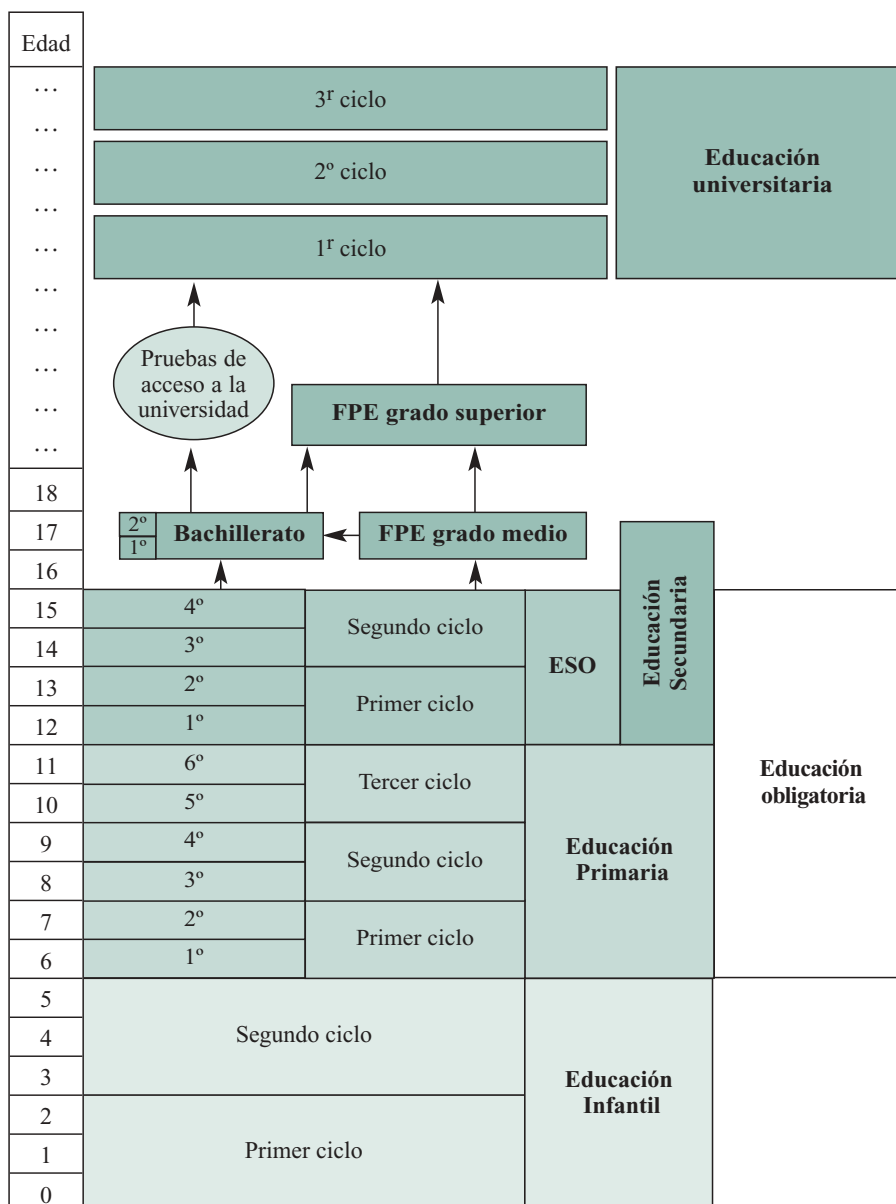 Edad
…
3r ciclo
…
…
2º ciclo
Educación
universitaria
…
…
1r ciclo
…
…
…
Pruebas de
acceso a la
universidad
…
FPE grado superior
…
18
17
2º
1º
Bachillerato
FPE grado medio
16
15
4º
Segundo ciclo
14
3º
ESO
Educación
Secundaria
13
2º
Primer ciclo
12
1º
11
6º
Tercer ciclo
10
5º
Educación
obligatoria
9
4º
Segundo ciclo
Educación
Primaria
8
3º
7
2º
Primer ciclo
6
1º
5
4
Segundo ciclo
3
Educación
Infantil
2
1
Primer ciclo
0